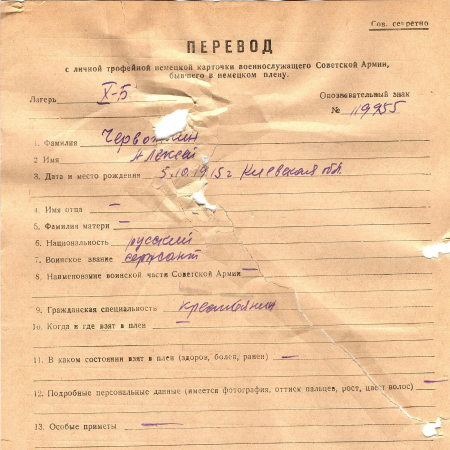 Сов. секретно
ПЕРЕВОД
с личной трофейной немецкой карточки военнослужащего Советской Армии,
бывшего в немецком плену.
Лагерь X-Б
Опознавательный знак
№ 119955
1. Фамилия
2 Имя Алексей
3. Дата и место рождения 5.10.1915 г Киевская обл.
4. Имя отца —
5. Фамилия матери —
6. Национальность русский
7. Воинское звание сержант
8. Наименование воинской части Советской Армии —
9. Гражданская специальность крестьянин
10. Когда и где взят в плен —
11. В каком состоянии взят в плен (здоров, болен, ранен) —
12. Подробные персональные данные (имеется фотография, оттиск пальцев, рост, цвет волос) —
13. Особые приметы —